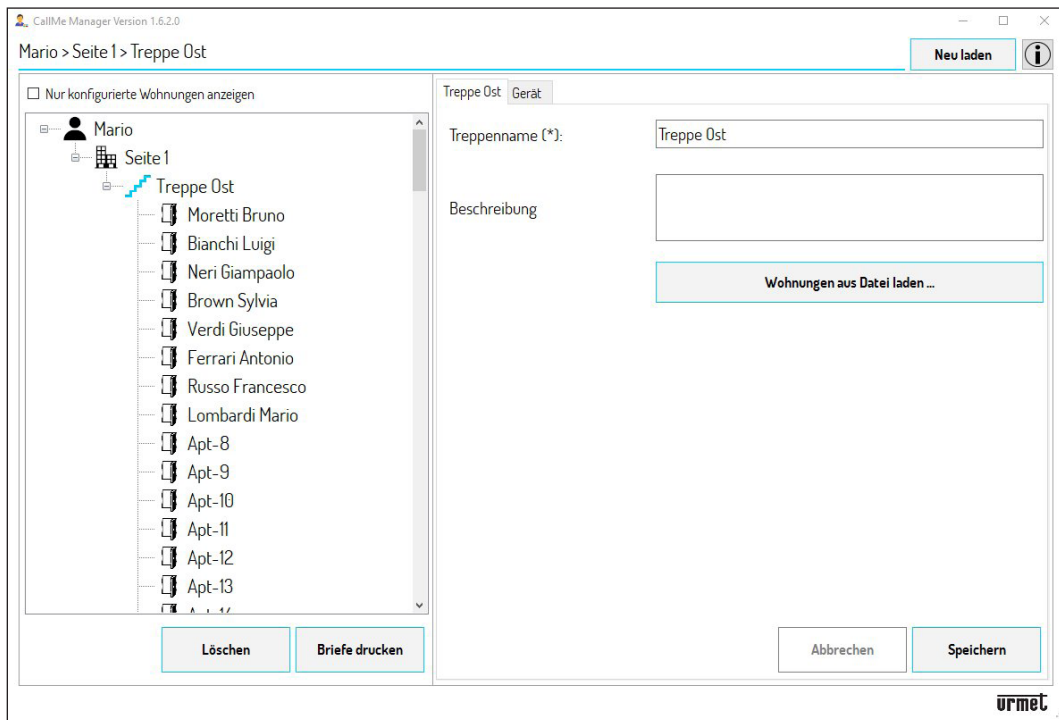 CallMe Manager Version 1.6.2.0
Mario > Seite 1 > Treppe Ost
Neu laden
Nur konfigurierte Wohnungen anzeigen
Mario
Seite 1
Treppe Ost
Moretti Bruno
Bianchi Luigi
Neri Giampaolo
Brown Sylvia
Verdi Giuseppe
Ferrari Antonio
Russo Francesco
Lombardi Mario
Apt-8
Apt-9
Apt-10
Apt-11
Apt-12
Apt-13
Löschen
Briefe drucken
Treppe Ost
Gerät
Treppenname (*):
Treppe Ost
Beschreibung
Wohnungen aus Datei laden ...
Abbrechen
Speichern
urmet